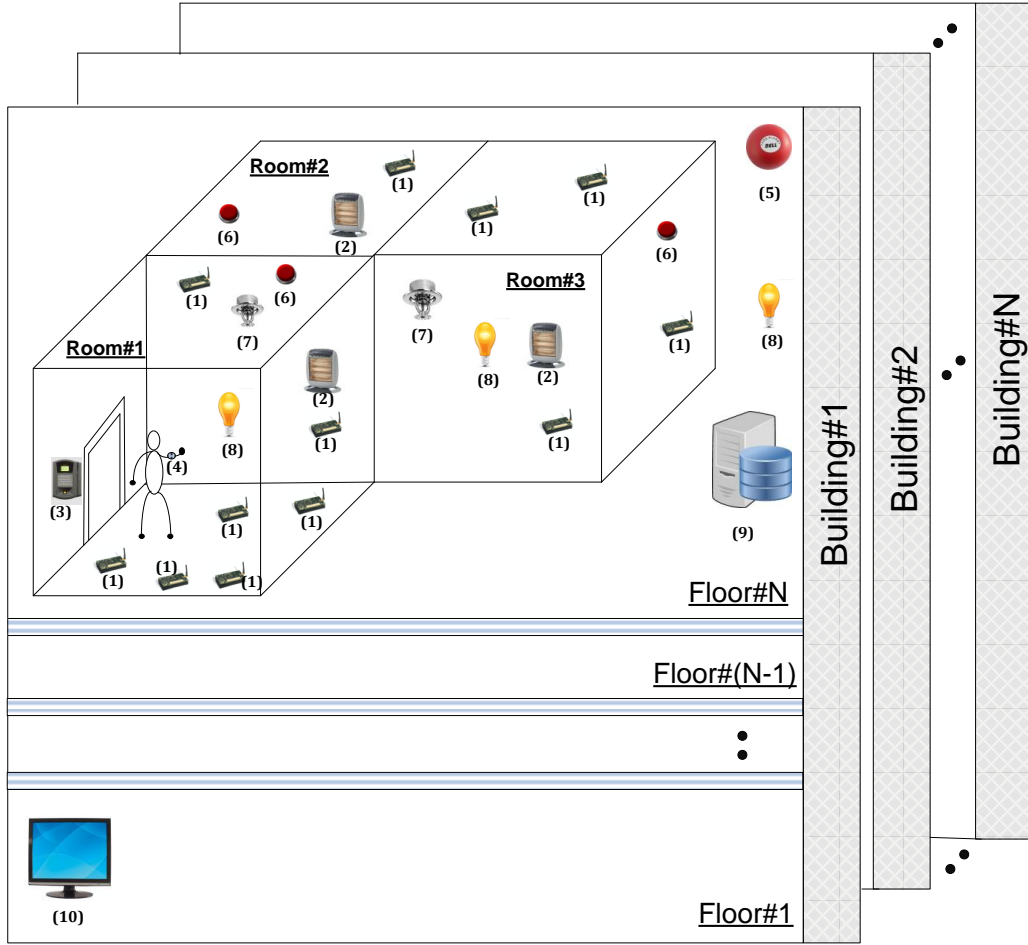 BELL
(5)
Room#2
(1)
(1)
(1)
(6)
(2)
(6)
(1)
(6)
Room#3
(7)
(7)
Room#1
(8)
(1)
(8)
(2)
(2)
(8)
(4)
(1)
(1)
(3)
(1)
(1)
(9)
(1)
(1)
(1)
Floor#N
Floor#(N-1)
(10)
Floor#1
Building#1
Building#2
Building#N